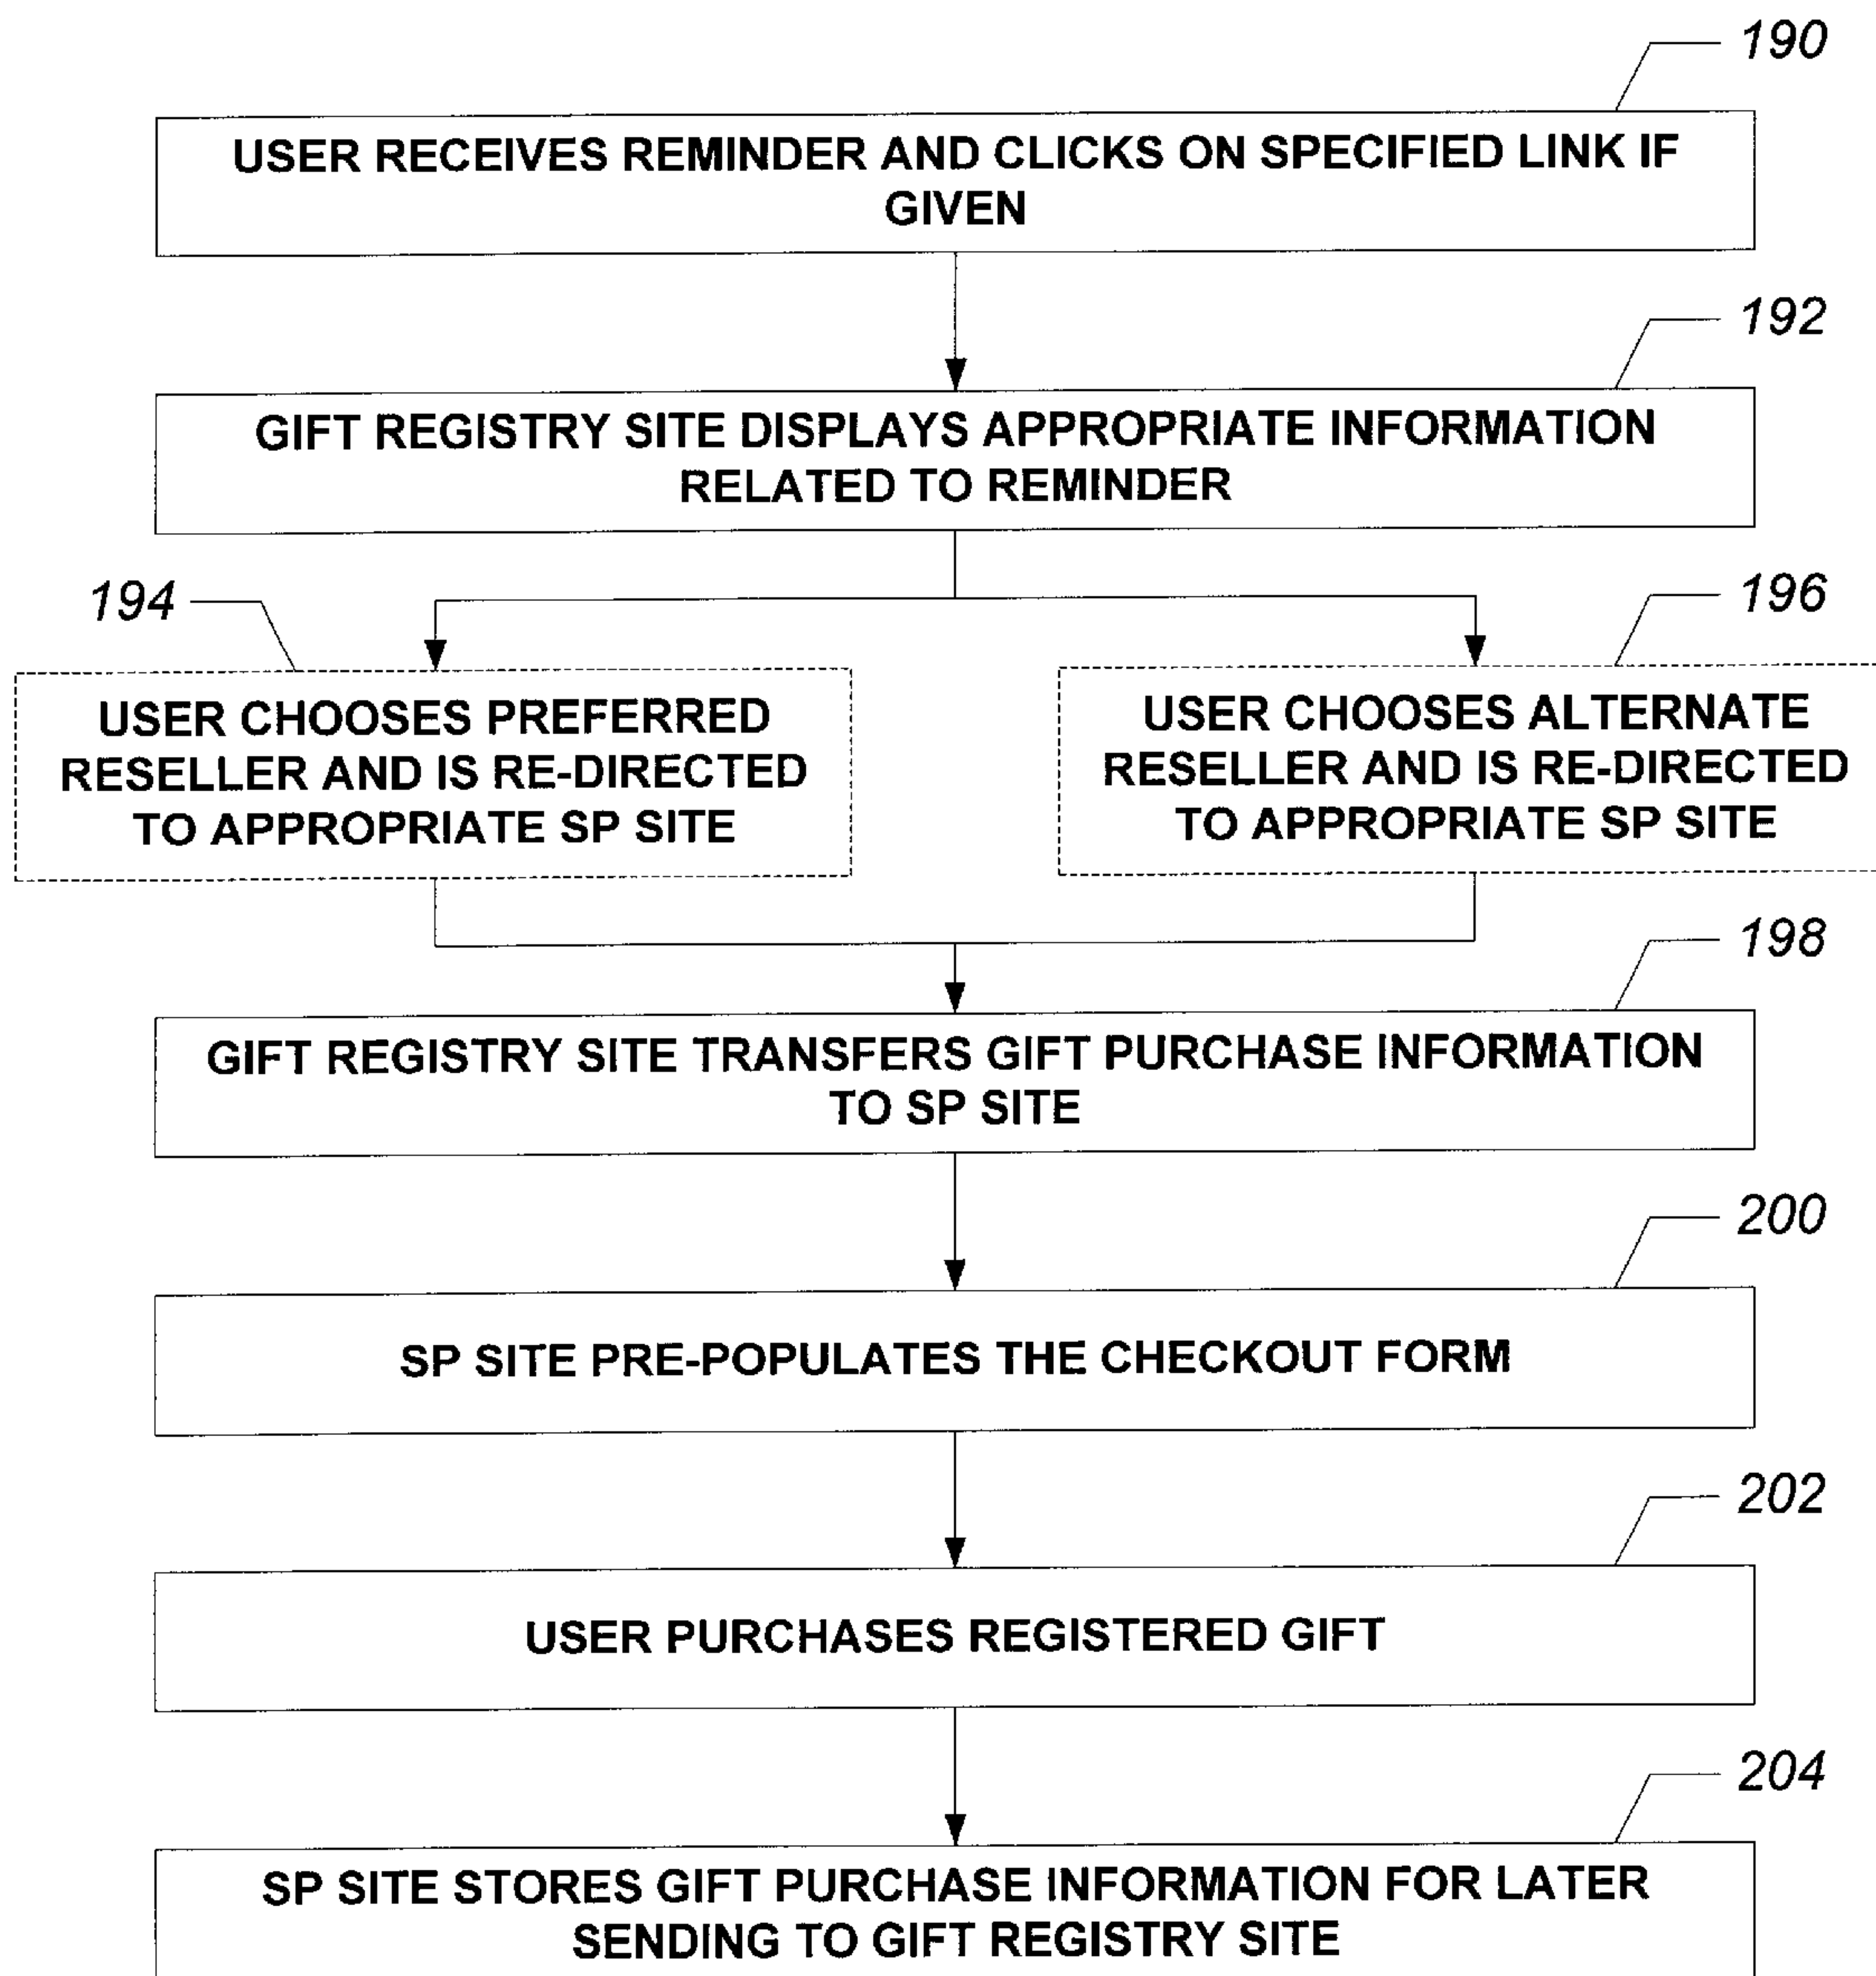 190
USER RECEIVES REMINDER AND CLICKS ON SPECIFIED LINK IF
GIVEN
192
GIFT REGISTRY SITE DISPLAYS APPROPRIATE INFORMATION
RELATED TO REMINDER
194
USER CHOOSES PREFERRED
RESELLER AND IS RE-DIRECTED
TO APPROPRIATE SP SITE
196
USER CHOOSES ALTERNATE
RESELLER AND IS RE-DIRECTED
TO APPROPRIATE SP SITE
198
GIFT REGISTRY SITE TRANSFERS GIFT PURCHASE INFORMATION
TO SP SITE
200
SP SITE PRE-POPULATES THE CHECKOUT FORM
202
USER PURCHASES REGISTERED GIFT
204
SP SITE STORES GIFT PURCHASE INFORMATION FOR LATER
SENDING TO GIFT REGISTRY SITE